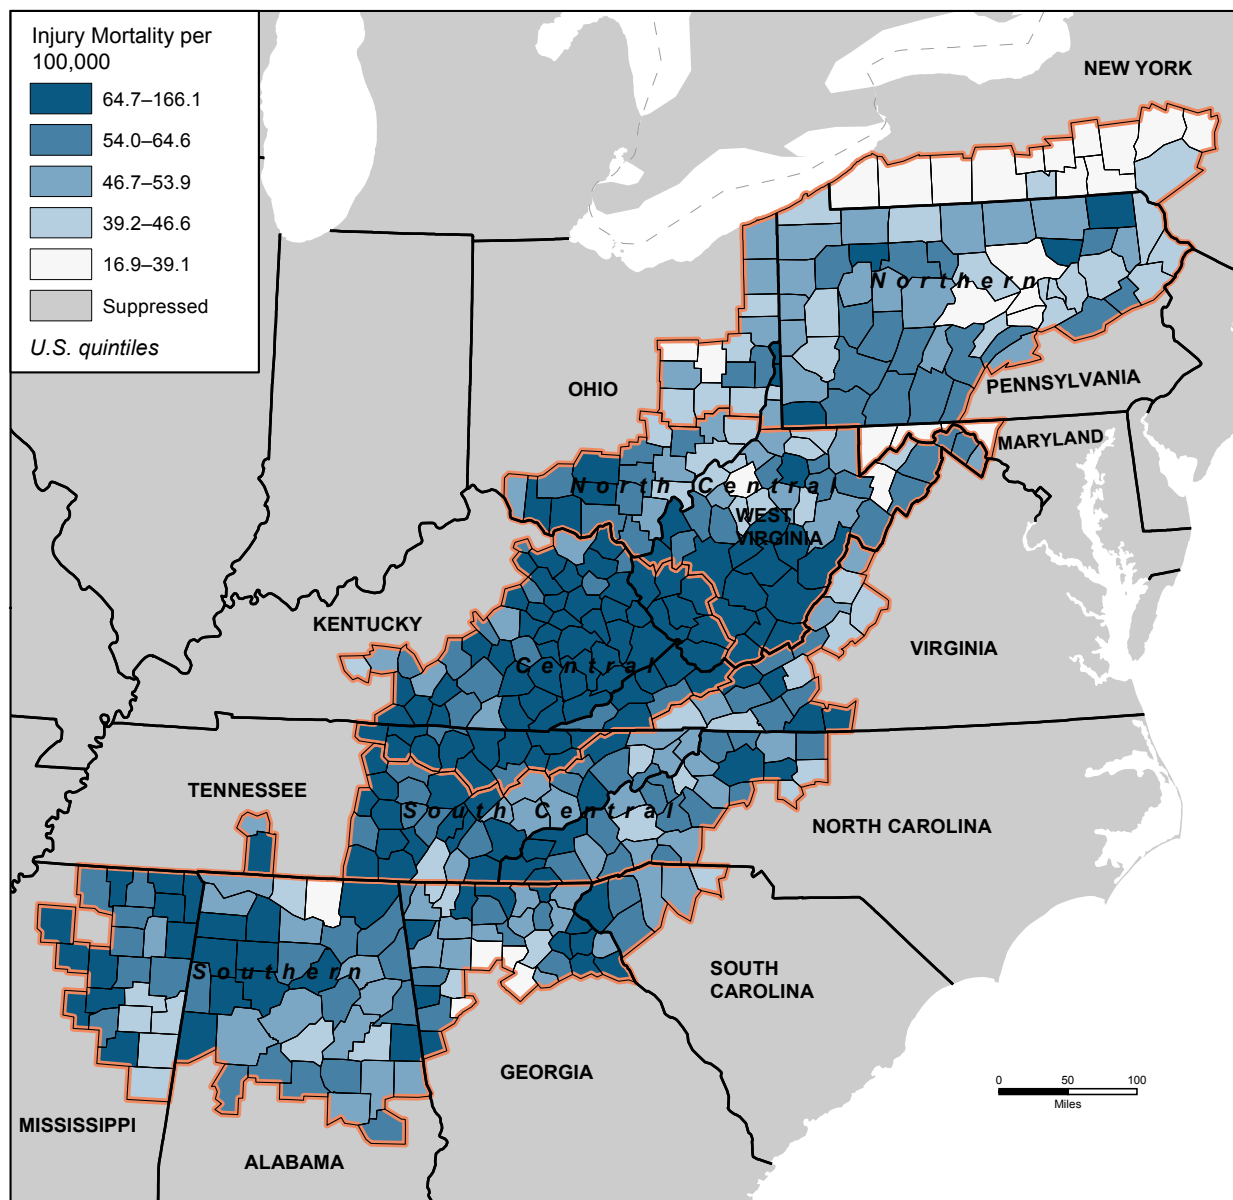 Injury Mortality per
100,000
64.7–166.1
54.0–64.6
46.7–53.9
39.2–46.6
16.9–39.1
Suppressed
U.S. quintiles
NEW YORK
Northern
PENNSYLVANIA
OHIO
MARYLAND
North Central
WEST
VIRGINIA
KENTUCKY
VIRGINIA
Central
TENNESSEE
South Central
NORTH CAROLINA
Southern
SOUTH
CAROLINA
GEORGIA
MISSISSIPPI
ALABAMA
0 50 100
Miles